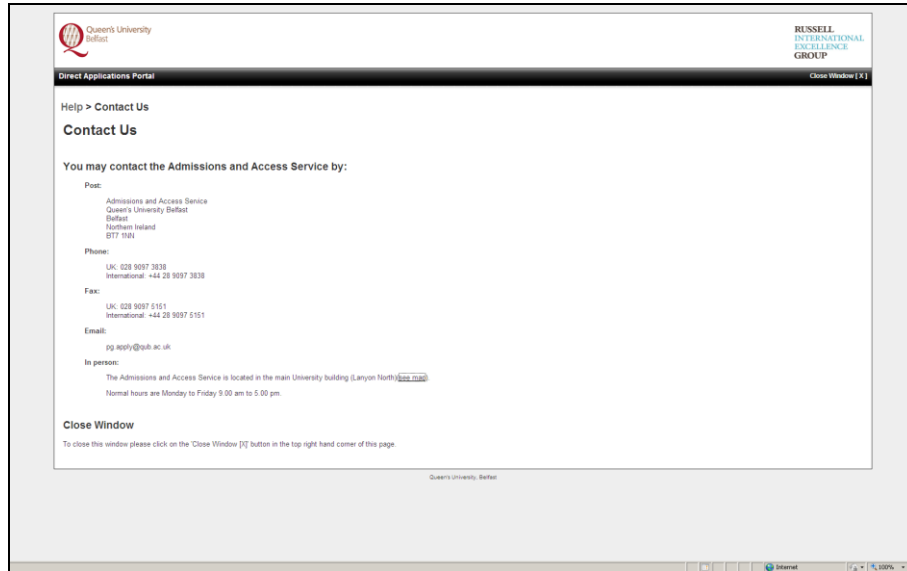 Queen's University
Belfast
RUSSELL
INTERNATIONAL
EXCELLENCE
GROUP
Direct Applications Portal
Close Window [ X ]
Help > Contact Us
Contact Us
You may contact the Admissions and Access Service by:
Post:
Admissions and Access Service
Queen's University Belfast
Belfast
Northern Ireland
BT7 1NN
Phone:
UK: 028 9097 3838
International: +44 28 9097 3838
Fax:
UK: 028 9097 5151
International: +44 28 9097 5151
Email:
pg.apply@qub.ac.uk
In person:
The Admissions and Access Service is located in the main University building (Lanyon North)(see map).
Normal hours are Monday to Friday 9.00 am to 5.00 pm.
Close Window
To close this window please click on the 'Close Window [X]' button in the top right hand corner of this page.
Queen's University, Belfast
Internet
100%